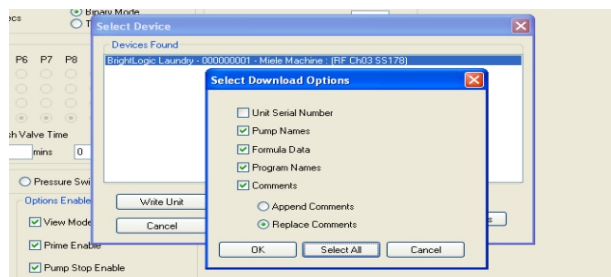 Binary Mode
ecs
Select Device
Devices Found
BrightLogic Laundry - 000000001 - Miele Machine : (RF Ch03 SS178)
P6 P7 P8
Select Download Options
Unit Serial Number
Pump Names
Formula Data
Program Names
Comments
Append Comments
Replace Comments
OK Select All Cancel
Valve Time
mins 0
Pressure Swi
Options Enable
Write Unit
View Mode
Cancel
Prime Enable
Pump Stop Enable